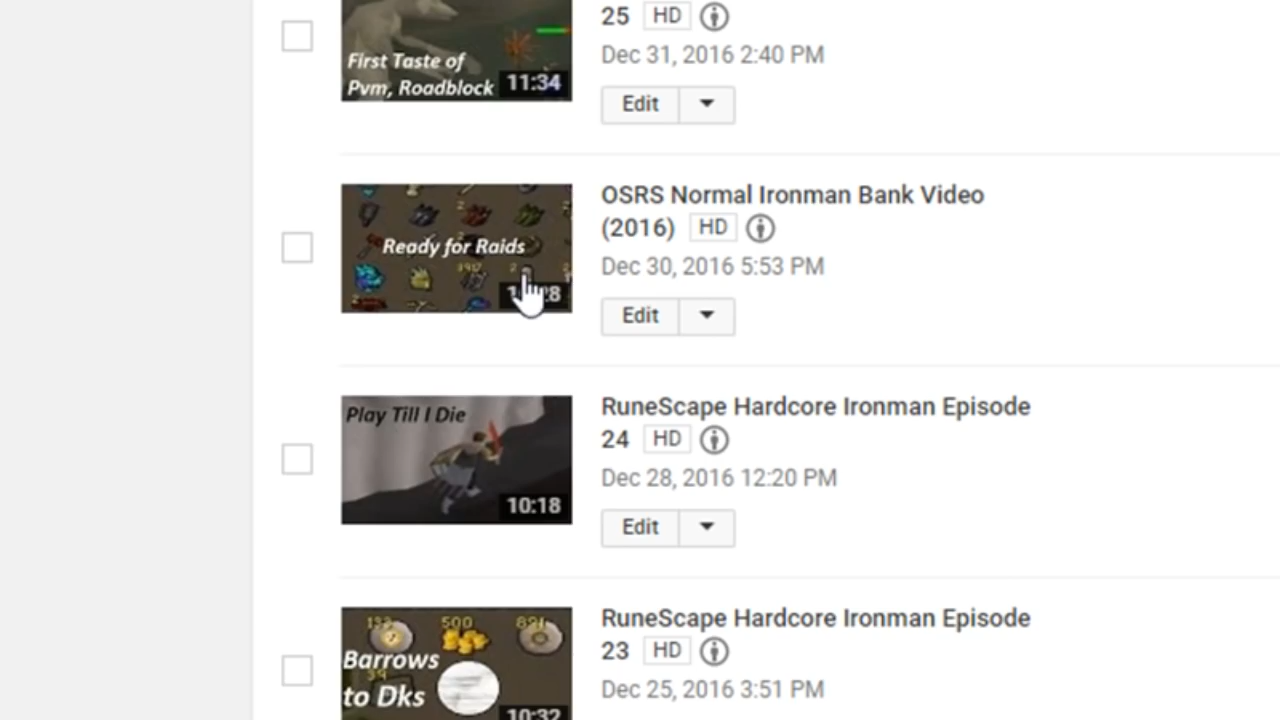 First Taste of
Pvm, Roadblock
11:34
25 HD
Dec 31, 2016 2:40 PM
Edit
Ready for Raids
OSRS Normal Ironman Bank Video
(2016) HD
Dec 30, 2016 5:53 PM
Edit
Play Till I Die
10:18
RuneScape Hardcore Ironman Episode
24 HD
Dec 28, 2016 12:20 PM
Edit
500
Barrows
to Dks
10:32
RuneScape Hardcore Ironman Episode
23 HD
Dec 25, 2016 3:51 PM